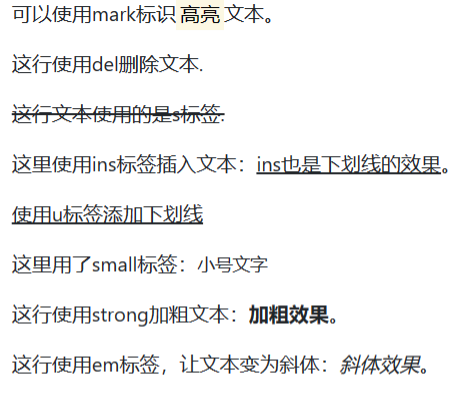 可以使用mark标识高亮文本。
这行使用del删除文本.
这行文本使用的是s标签.
这里使用ins标签插入文本：ins也是下划线的效果。
使用u标签添加下划线
这里用了small标签：小号文字
这行使用strong加粗文本：加粗效果。
这行使用em标签，让文本变为斜体：斜体效果。